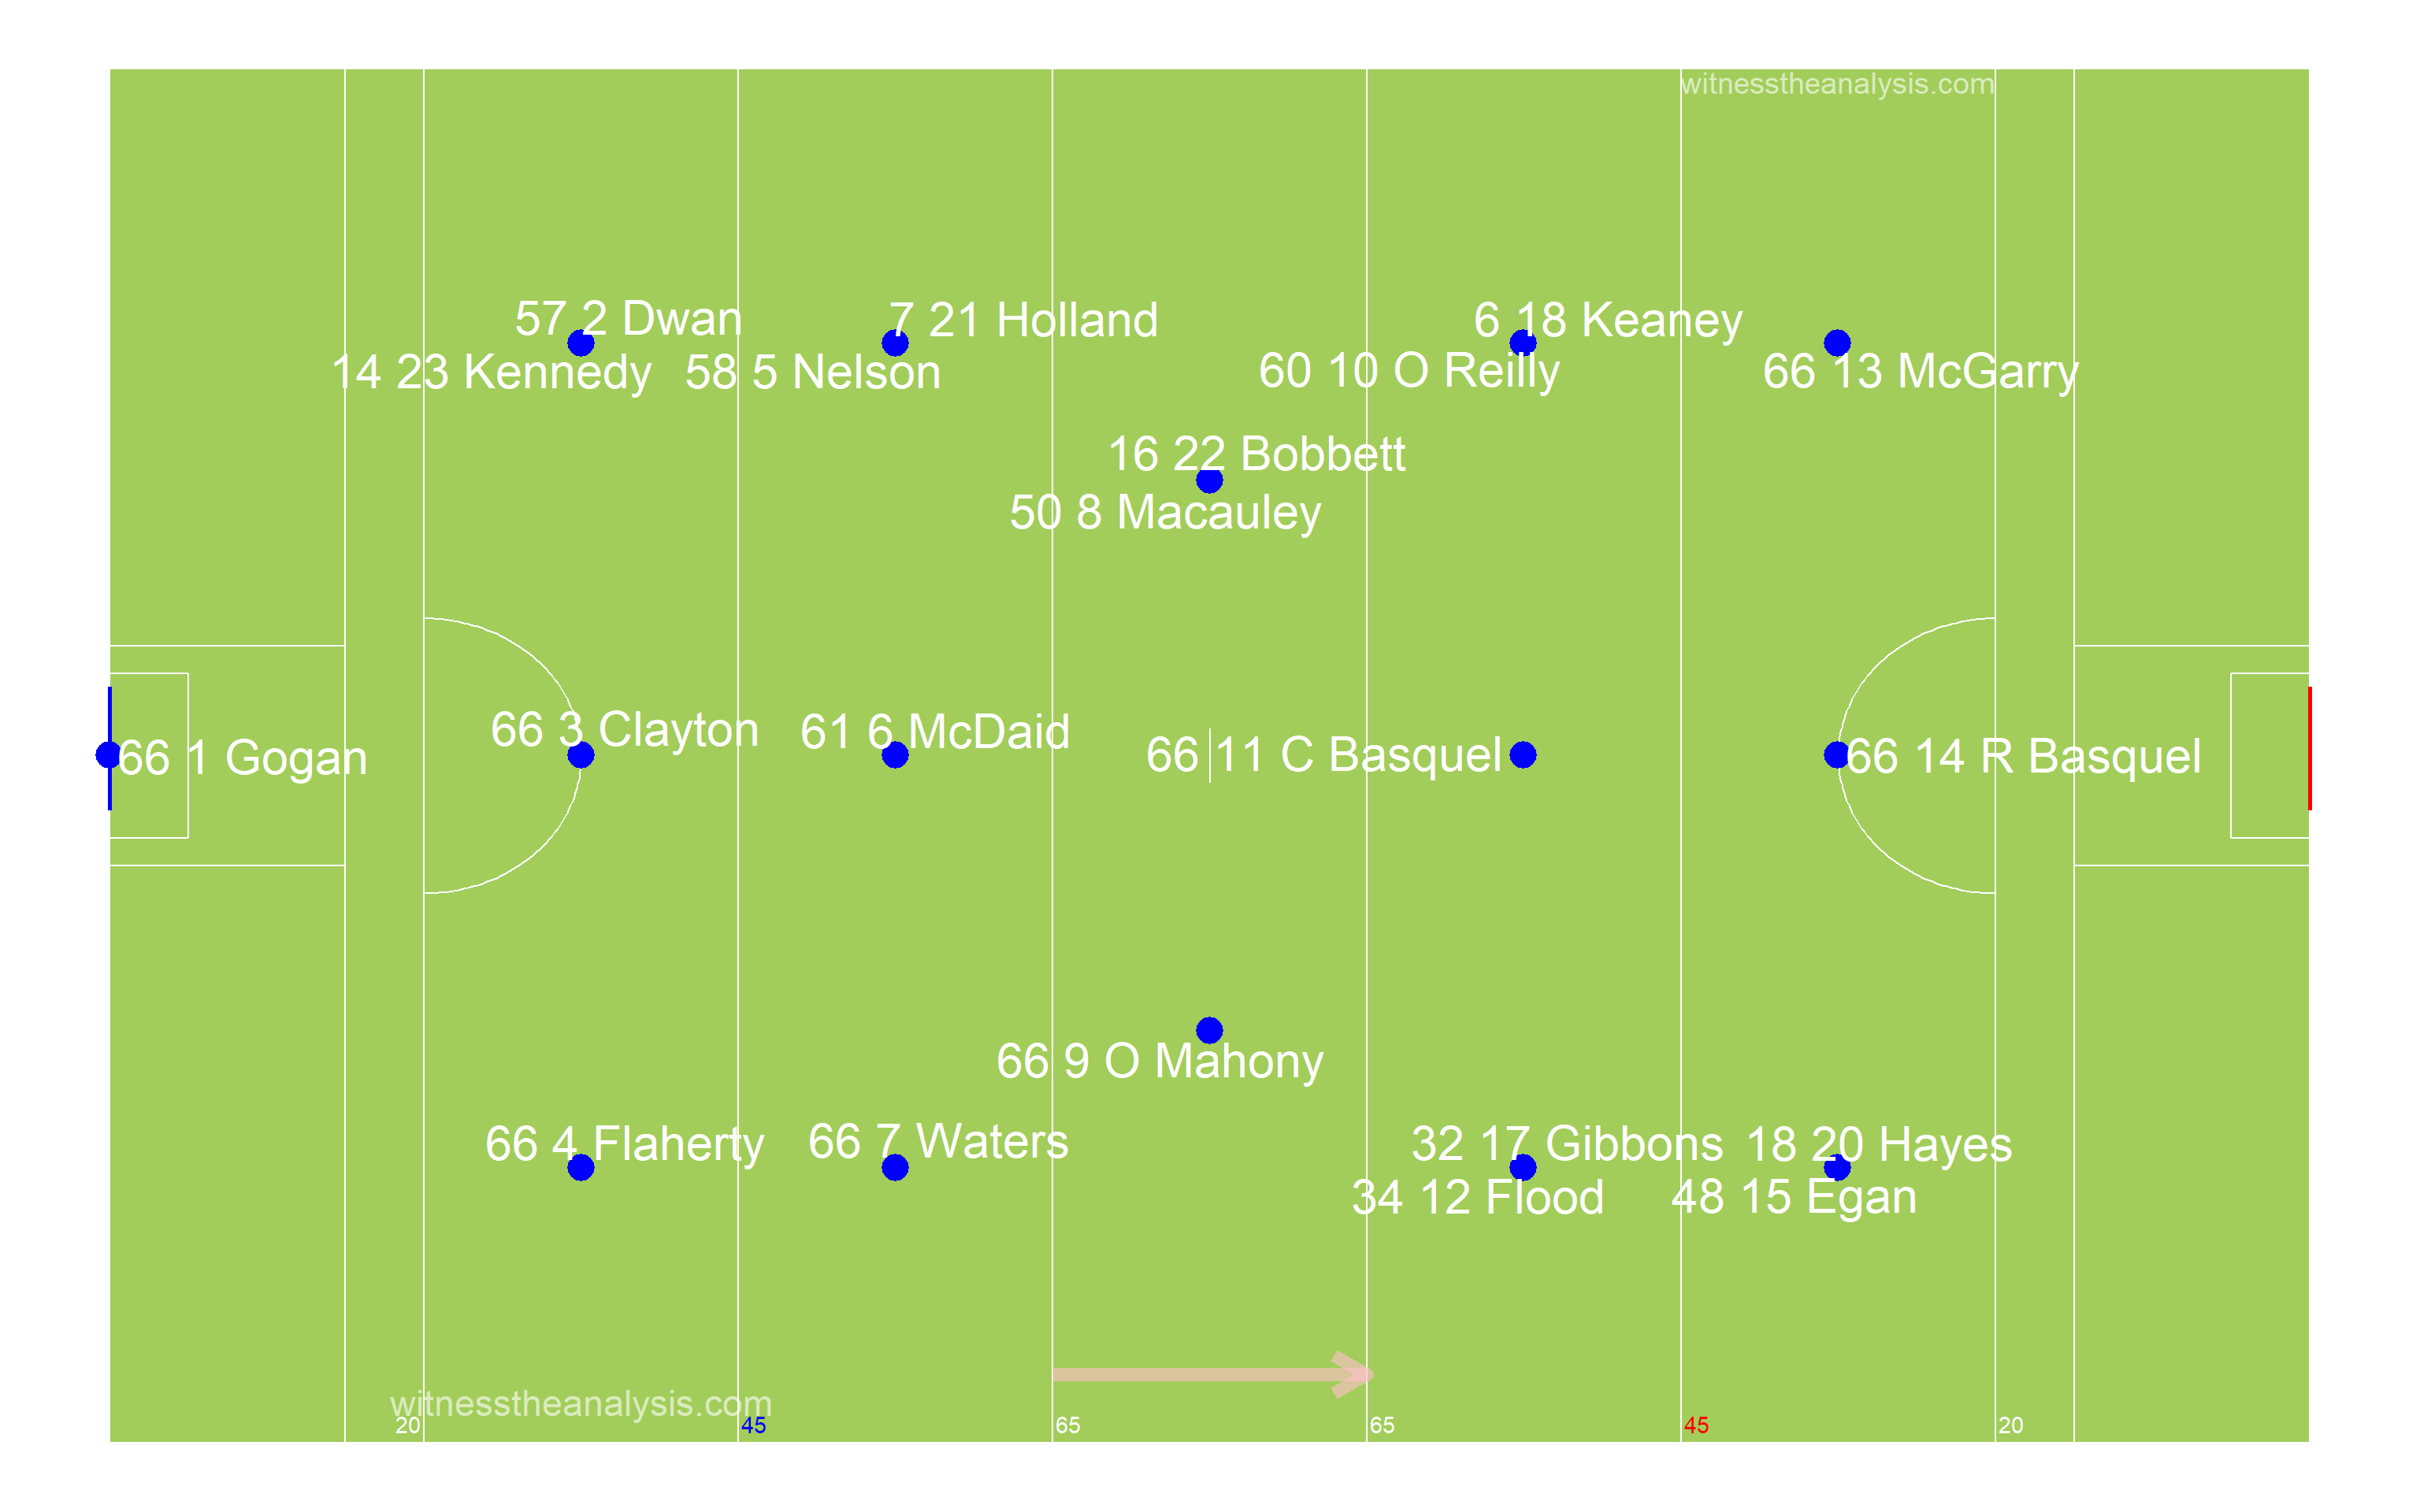 witnesstheanalysis.com
57 2 Dwan
7 21 Holland
6 18 Keaney
14 23 Kennedy
58 5 Nelson
60 10 O Reilly
66 13 McGarry
16 22 Bobbett
50 8 Macauley
66 1 Gogan
66 3 Clayton
61 6 McDaid
66 11 C Basquel
66 14 R Basquel
66 9 O Mahony
66 4 Flaherty
66 7 Waters
32 17 Gibbons
18 20 Hayes
34 12 Flood
48 15 Egan
witnesstheanalysis.com
20
45
65
65
45
20